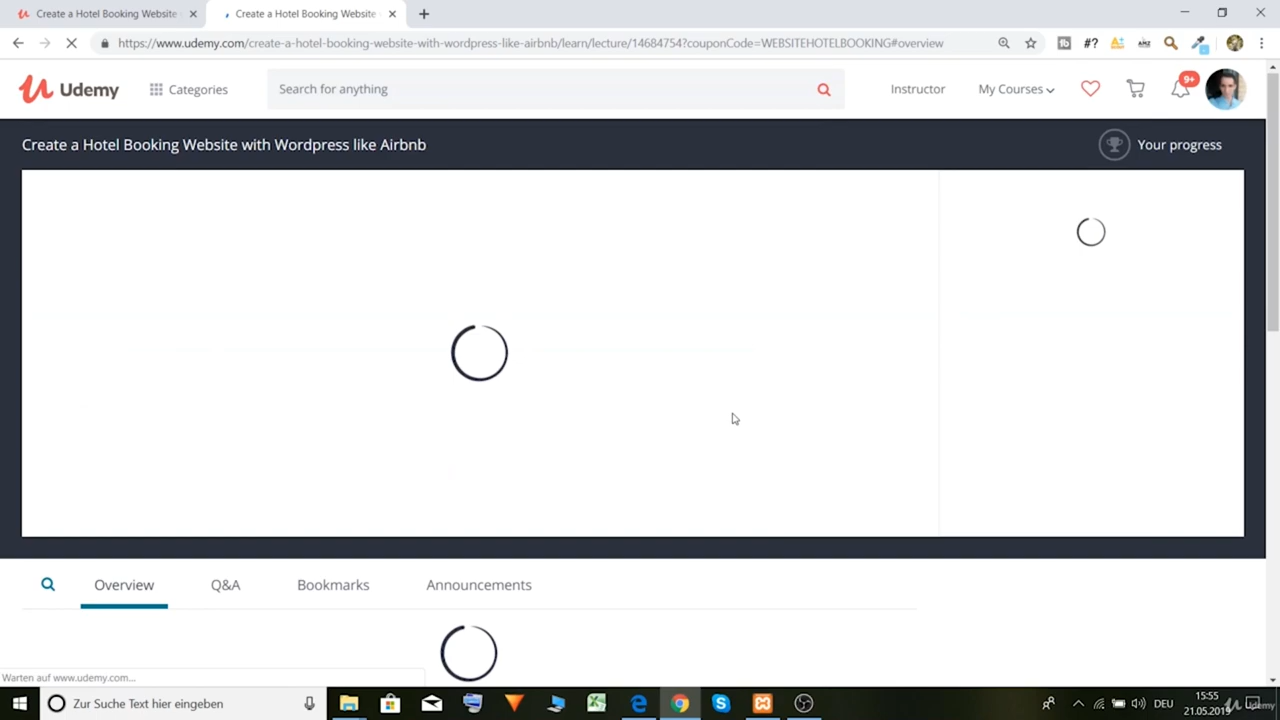 Create a Hotel Booking Website
Create a Hotel Booking Website
https://www.udemy.com/create-a-hotel-booking-website-with-wordpress-like-airbnb/learn/lecture/14684754?couponCode=WEBSITEHOTELBOOKING#overview
#?
Udemy
Categories
Search for anything
Instructor
My Courses
9+
Create a Hotel Booking Website with Wordpress like Airbnb
Your progress
Overview
Q&A
Bookmarks
Announcements
Warten auf www.udemy.com...
Zur Suche Text hier eingeben
DEU
15:55
21.05.2019
Udemy